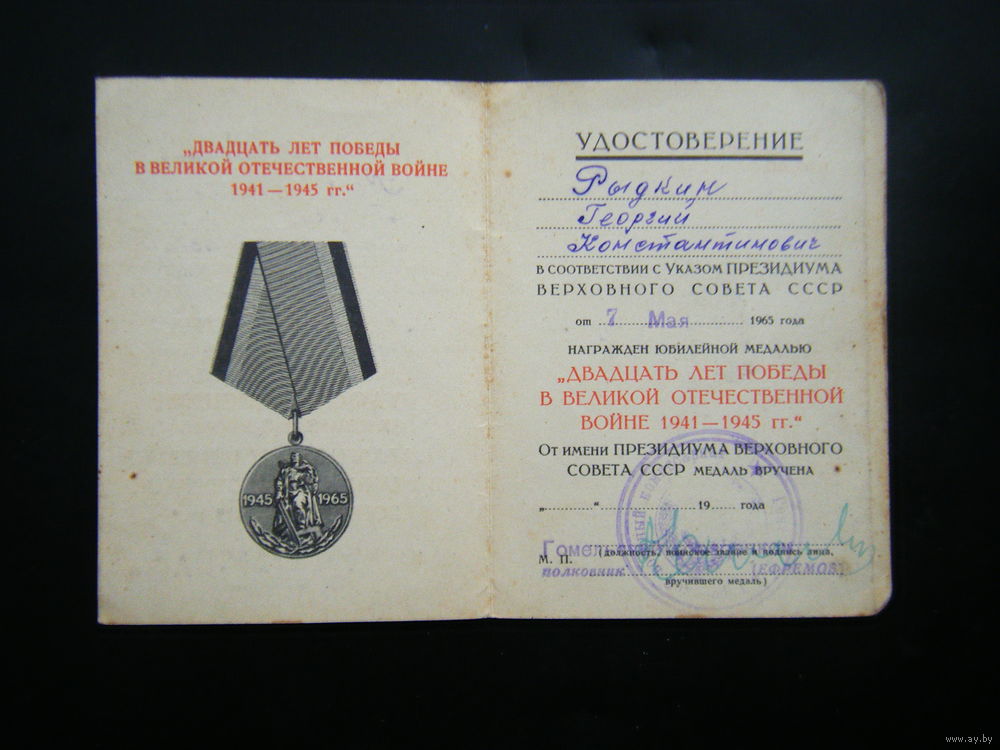 „ДВАДЦАТЬ ЛЕТ ПОБЕДЫ
В ВЕЛИКОЙ ОТЕЧЕСТВЕННОЙ ВОЙНЕ
1941—1945 гг.“
1945 1965
УДОСТОВЕРЕНИЕ
Рыдкин
Георгий
Константинович
В СООТВЕТСТВИИ С УКАЗОМ ПРЕЗИДИУМА
ВЕРХОВНОГО СОВЕТА СССР
от 7 Мая 1965 года
НАГРАЖДЕН ЮБИЛЕЙНОЙ МЕДАЛЬЮ
„ДВАДЦАТЬ ЛЕТ ПОБЕДЫ
В ВЕЛИКОЙ ОТЕЧЕСТВЕННОЙ
ВОЙНЕ 1941—1945 гг.“
ОТ ИМЕНИ ПРЕЗИДИУМА ВЕРХОВНОГО
СОВЕТА СССР МЕДАЛЬ ВРУЧЕНА
„..........“ .................... 19...... года
(должность, воинское звание и подпись лица,
М. П.
полковник (ЕФРЕМОВ)
вручившего медаль)
www.ay.by